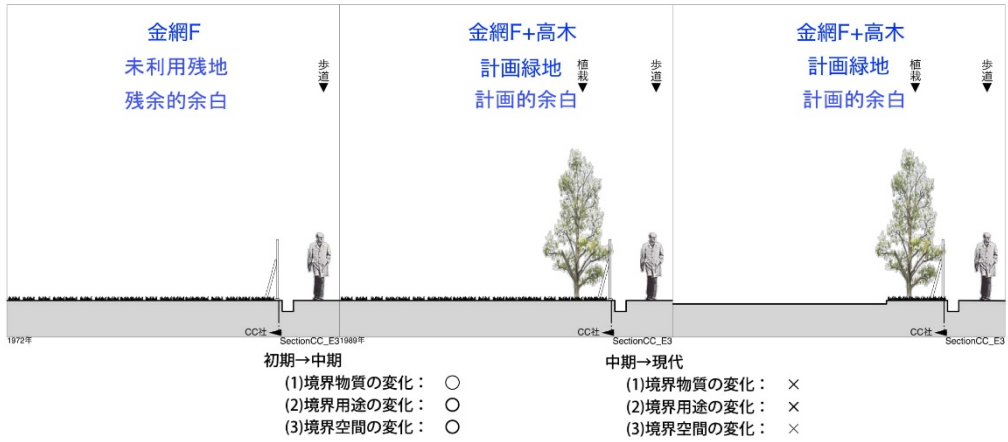 金網F
未利用残地
残余的余白
歩道
▼
CC社
1972年
SectionCC_E3
金網F+高木
計画緑地
計画的余白
植栽
▼
歩道
▼
CC社
1989年
SectionCC_E3
金網F+高木
計画緑地
計画的余白
植栽
▼
歩道
▼
CC社
SectionCC_E3
初期→中期
(1)境界物質の変化： ○
(2)境界用途の変化： ○
(3)境界空間の変化： ○
中期→現代
(1)境界物質の変化： ×
(2)境界用途の変化： ×
(3)境界空間の変化： ×